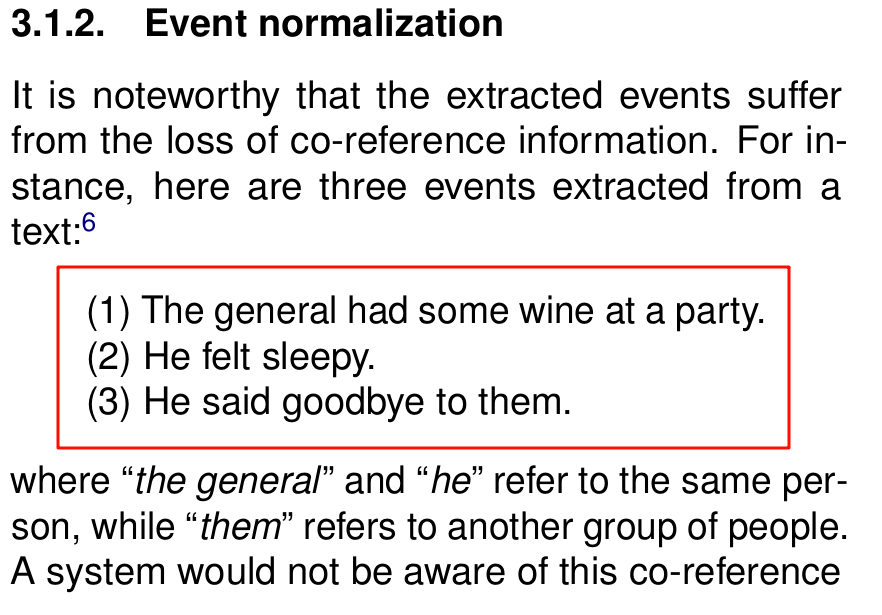 3.1.2. Event normalization
It is noteworthy that the extracted events suffer
from the loss of co-reference information. For in-
stance, here are three events extracted from a
text:6
(1) The general had some wine at a party.
(2) He felt sleepy.
(3) He said goodbye to them.
where “the general” and “he” refer to the same per-
son, while “them” refers to another group of people.
A system would not be aware of this co-reference